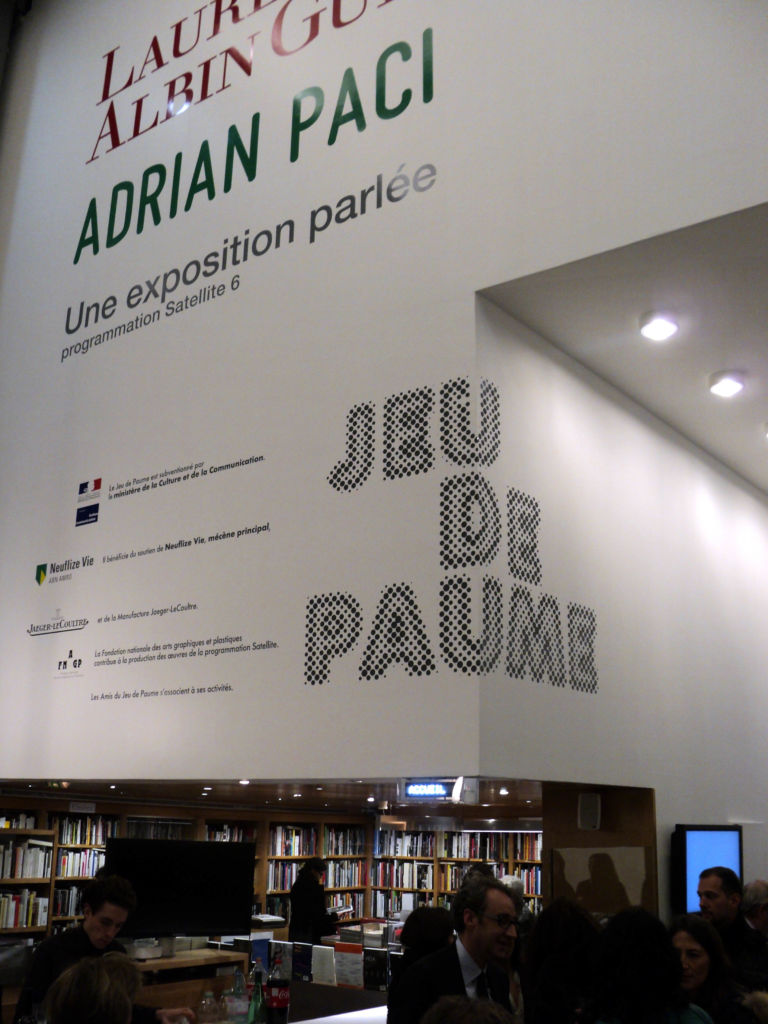 LAURE
ALBIN GU
ADRIAN PACI
Une exposition parlée
programmation Satellite 6
JEU
DE
PAUME
Le Jeu de Paume est subventionné par
le ministère de la Culture et de la Communication.
Neuflize Vie
ABN AMRO
Il bénéficie du soutien de Neuflize Vie, mécène principal,
JAEGER-LECOULTRE
et de la Manufacture Jaeger-LeCoultre.
La Fondation nationale des arts graphiques et plastiques
contribue à la production des œuvres de la programmation Satellite.
Les Amis du Jeu de Paume s'associent à ses activités.
ACCUEIL